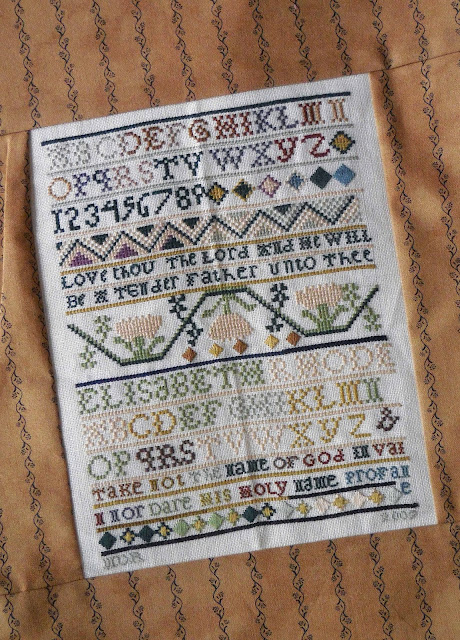 ABCDEFGHIKLMN
OPQRSTVWXYZ
123456789
Love thou The Lord And He Will
Be A Tender Father Unto Thee
ELISABETH RHODE
ABCDEFGHIKLMN
OPQRSTVWXYZ &
Take not The Name OF GOD in vai
n nor Dare His Holy Name Profan
e